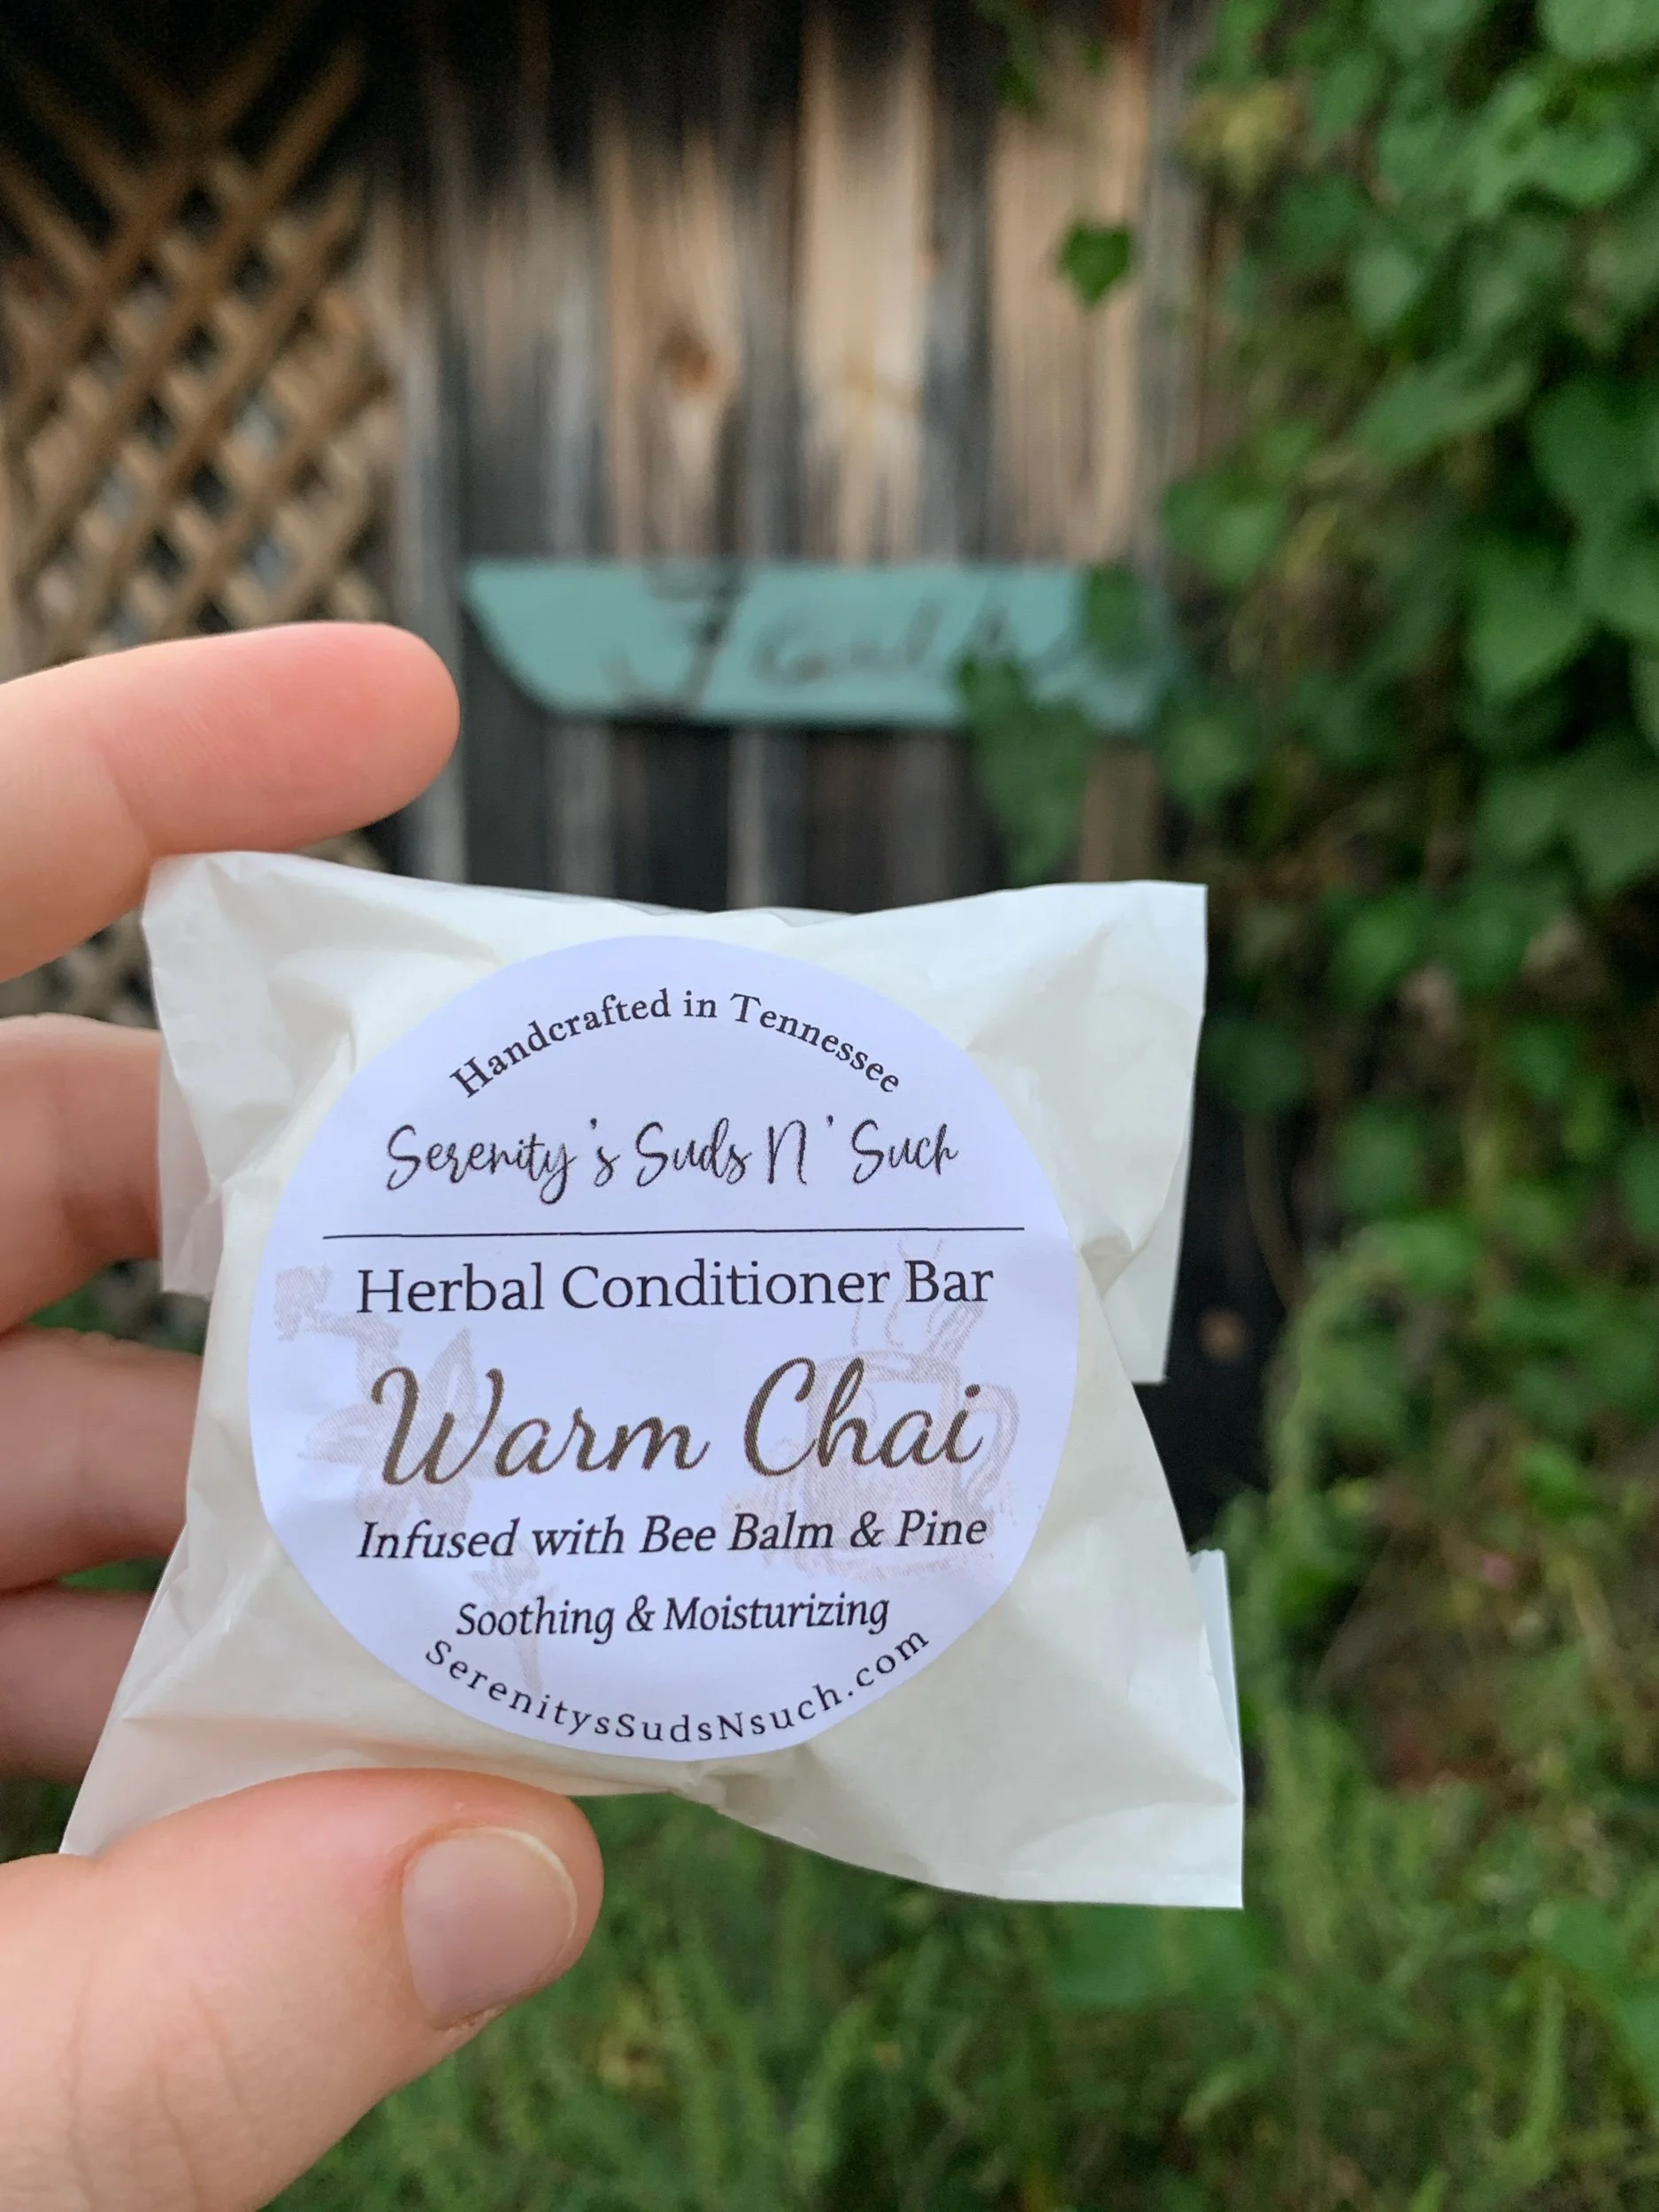 Handcrafted in Tennessee
Serenity's Suds N' Such
Herbal Conditioner Bar
Warm Chai
Infused with Bee Balm & Pine
Soothing & Moisturizing
SerenitysSudsNsuch.com